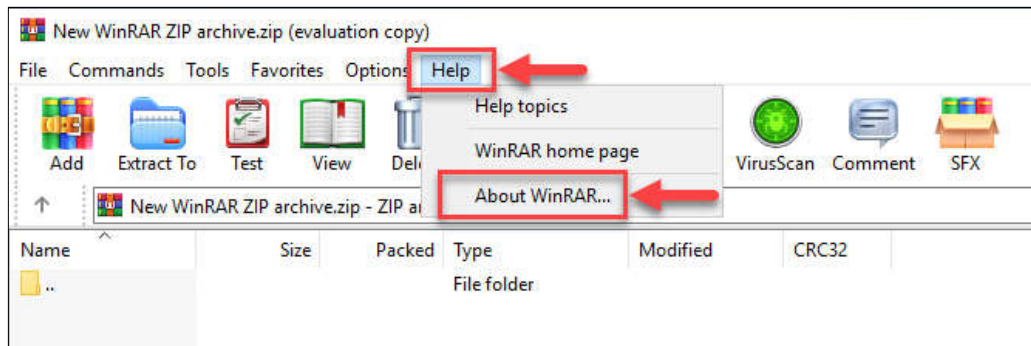 New WinRAR ZIP archive.zip (evaluation copy)
File Commands Tools Favorites Options Help
Help topics
WinRAR home page
About WinRAR...
Add Extract To Test View VirusScan Comment SFX
New WinRAR ZIP archive.zip - ZIP
Name Size Packed Type Modified CRC32
.. File folder